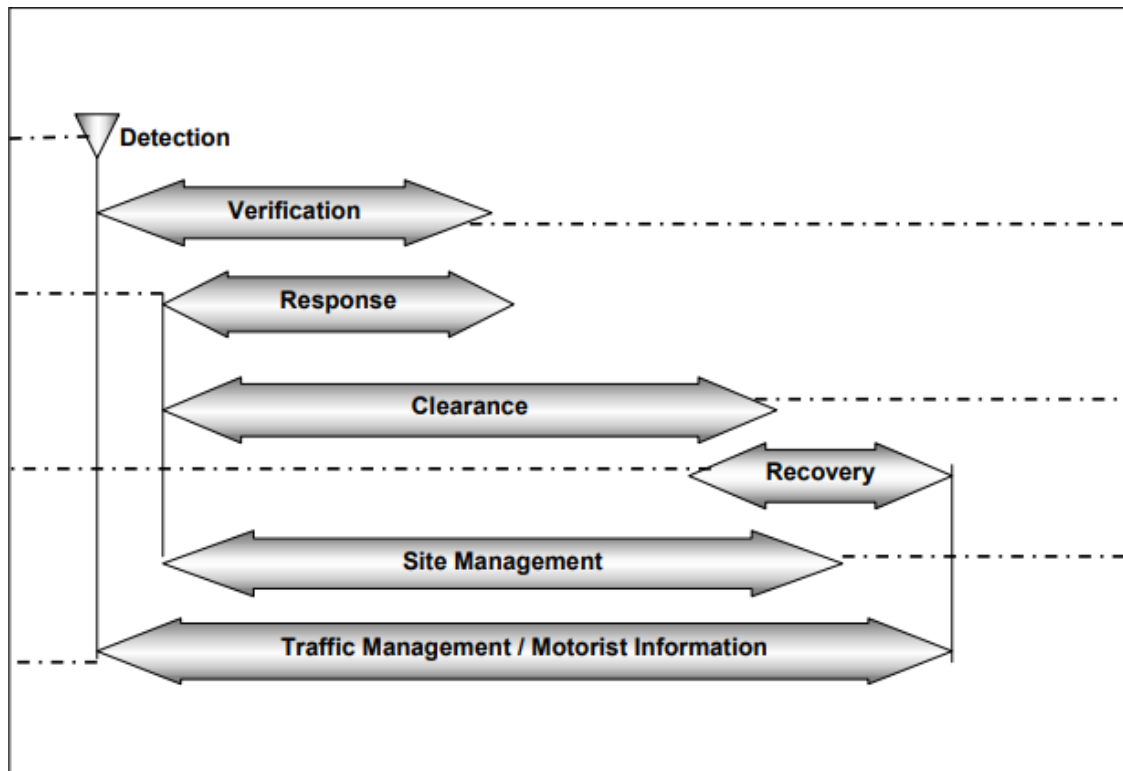 Detection
Verification
Response
Clearance
Recovery
Site Management
Traffic Management / Motorist Information